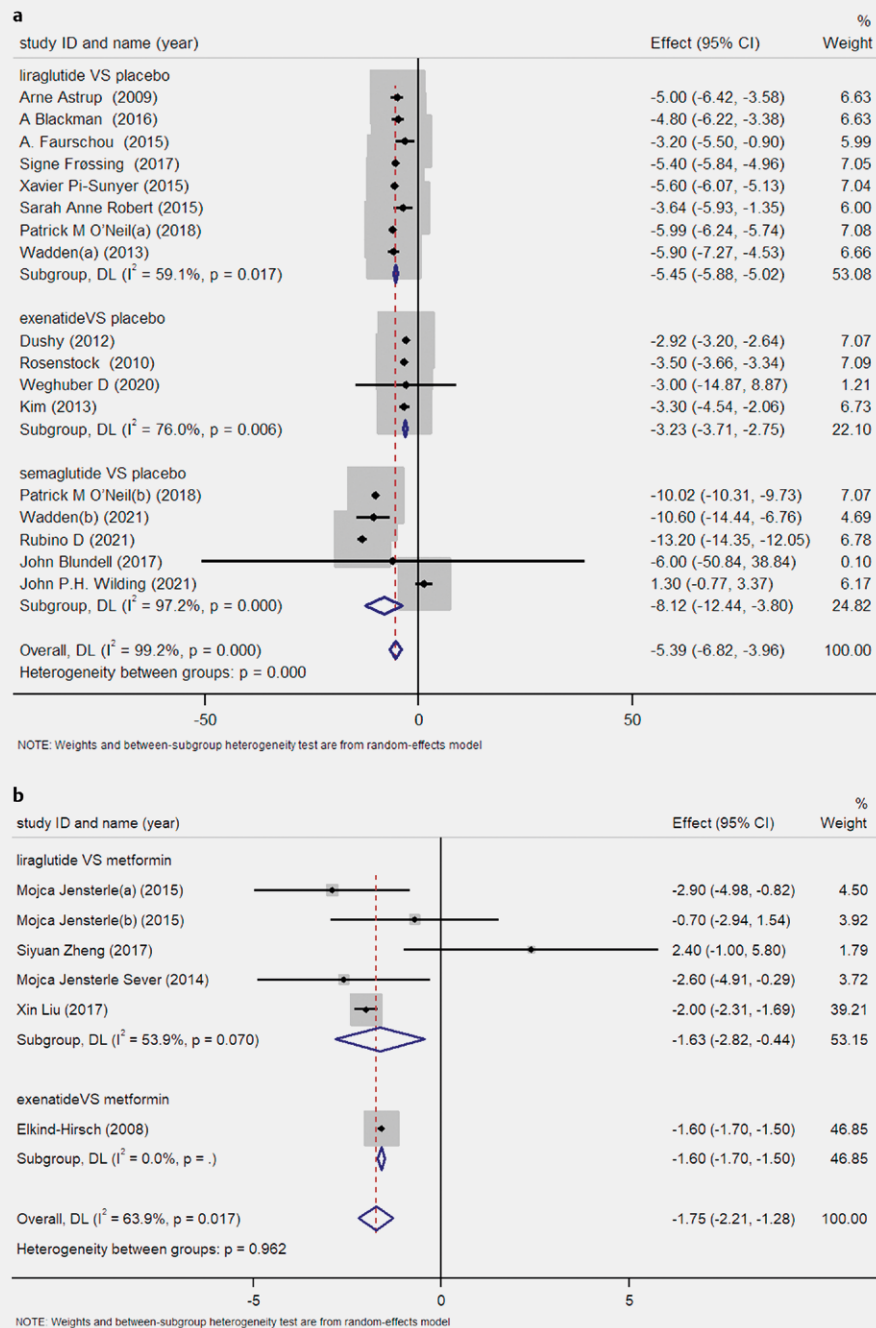 a
%
study ID and name (year) Effect (95% CI) Weight
liraglutide VS placebo
Arne Astrup (2009) -5.00 (-6.42, -3.58) 6.63
A Blackman (2016) -4.80 (-6.22, -3.38) 6.63
A. Faurschou (2015) -3.20 (-5.50, -0.90) 5.99
Signe Frøssing (2017) -5.40 (-5.84, -4.96) 7.05
Xavier Pi-Sunyer (2015) -5.60 (-6.07, -5.13) 7.04
Sarah Anne Robert (2015) -3.64 (-5.93, -1.35) 6.00
Patrick M O'Neil(a) (2018) -5.99 (-6.24, -5.74) 7.08
Wadden(a) (2013) -5.90 (-7.27, -4.53) 6.66
Subgroup, DL (I² = 59.1%, p = 0.017) -5.45 (-5.88, -5.02) 53.08
exenatideVS placebo
Dushy (2012) -2.92 (-3.20, -2.64) 7.07
Rosenstock (2010) -3.50 (-3.66, -3.34) 7.09
Weghuber D (2020) -3.00 (-14.87, 8.87) 1.21
Kim (2013) -3.30 (-4.54, -2.06) 6.73
Subgroup, DL (I² = 76.0%, p = 0.006) -3.23 (-3.71, -2.75) 22.10
semaglutide VS placebo
Patrick M O'Neil(b) (2018) -10.02 (-10.31, -9.73) 7.07
Wadden(b) (2021) -10.60 (-14.44, -6.76) 4.69
Rubino D (2021) -13.20 (-14.35, -12.05) 6.78
John Blundell (2017) -6.00 (-50.84, 38.84) 0.10
John P.H. Wilding (2021) 1.30 (-0.77, 3.37) 6.17
Subgroup, DL (I² = 97.2%, p = 0.000) -8.12 (-12.44, -3.80) 24.82
Overall, DL (I² = 99.2%, p = 0.000) -5.39 (-6.82, -3.96) 100.00
Heterogeneity between groups: p = 0.000
-50 0 50
NOTE: Weights and between-subgroup heterogeneity test are from random-effects model
b
%
study ID and name (year) Effect (95% CI) Weight
liraglutide VS metformin
Mojca Jensterle(a) (2015) -2.90 (-4.98, -0.82) 4.50
Mojca Jensterle(b) (2015) -0.70 (-2.94, 1.54) 3.92
Siyuan Zheng (2017) 2.40 (-1.00, 5.80) 1.79
Mojca Jensterle Sever (2014) -2.60 (-4.91, -0.29) 3.72
Xin Liu (2017) -2.00 (-2.31, -1.69) 39.21
Subgroup, DL (I² = 53.9%, p = 0.070) -1.63 (-2.82, -0.44) 53.15
exenatideVS metformin
Elkind-Hirsch (2008) -1.60 (-1.70, -1.50) 46.85
Subgroup, DL (I² = 0.0%, p = .) -1.60 (-1.70, -1.50) 46.85
Overall, DL (I² = 63.9%, p = 0.017) -1.75 (-2.21, -1.28) 100.00
Heterogeneity between groups: p = 0.962
-5 0 5
NOTE: Weights and between-subgroup heterogeneity test are from random-effects model